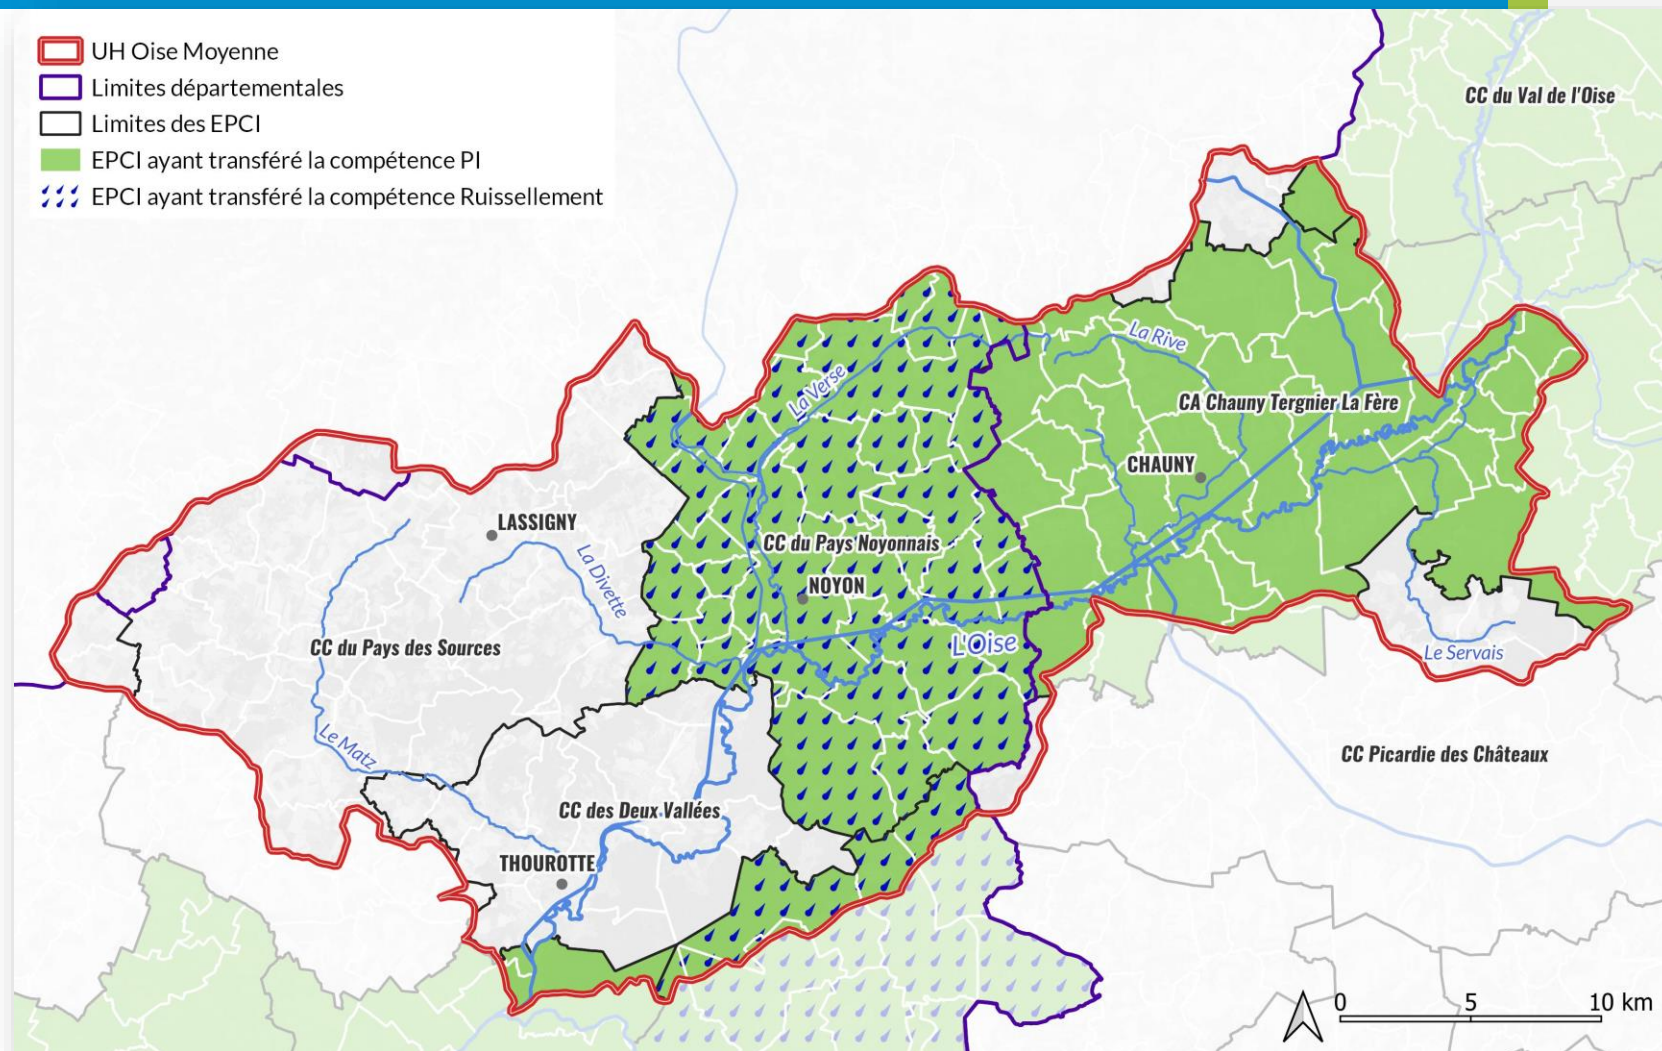 UH Oise Moyenne
Limites départementales
Limites des EPCI
EPCI ayant transféré la compétence PI
EPCI ayant transféré la compétence Ruissellement
CC du Val de l'Oise
La Rive
La Verse
CA Chauny Tergnier La Fère
CHAUNY
LASSIGNY
La Divette
CC du Pays Noyonnais
NOYON
L'Oise
CC du Pays des Sources
Le Servais
Le Matz
CC Picardie des Châteaux
CC des Deux Vallées
THOUROTTE
0 5 10 km